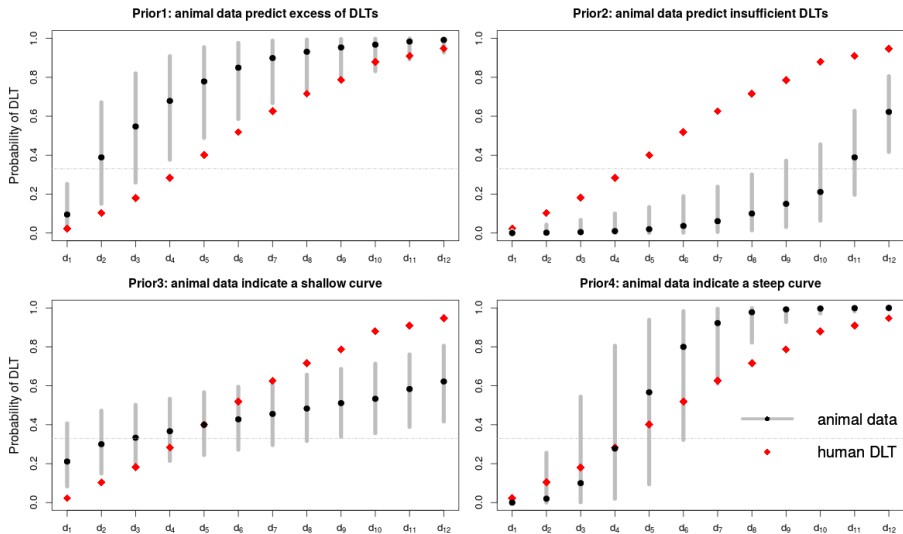 Prior1: animal data predict excess of DLTs
Prior2: animal data predict insufficient DLTs
Probability of DLT
1.0
0.8
0.6
0.4
0.2
0.0
d1 d2 d3 d4 d5 d6 d7 d8 d9 d10 d11 d12
1.0
0.8
0.6
0.4
0.2
0.0
d1 d2 d3 d4 d5 d6 d7 d8 d9 d10 d11 d12
Prior3: animal data indicate a shallow curve
Prior4: animal data indicate a steep curve
Probability of DLT
1.0
0.8
0.6
0.4
0.2
0.0
d1 d2 d3 d4 d5 d6 d7 d8 d9 d10 d11 d12
1.0
0.8
0.6
0.4
0.2
0.0
animal data
human DLT
d1 d2 d3 d4 d5 d6 d7 d8 d9 d10 d11 d12